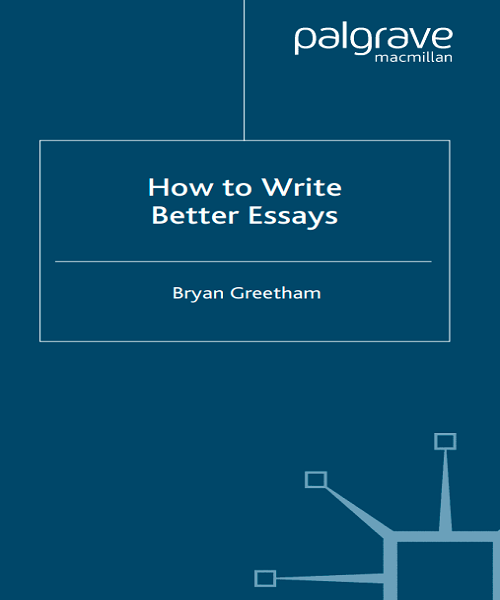 palgrave
macmillan
How to Write
Better Essays
Bryan Greetham